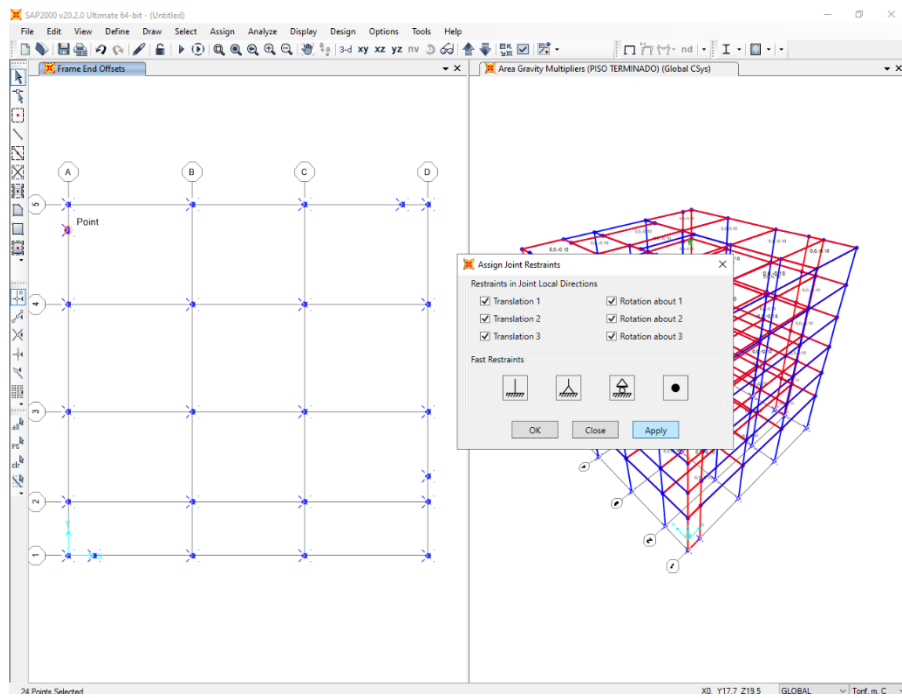 SAP2000 v20.2.0 Ultimate 64-bit - (Untitled)
File Edit View Define Draw Select Assign Analyze Display Design Options Tools Help
3-d xy xz yz nv
nd
Frame End Offsets
Area Gravity Multipliers (PISO TERMINADO) (Global CSys)
A B C D
5
Point
4
3
2
1
Y
X
Assign Joint Restraints
Restraints in Joint Local Directions
Translation 1 Rotation about 1
Translation 2 Rotation about 2
Translation 3 Rotation about 3
Fast Restraints
OK Close Apply
24 Points Selected
X0, Y17.7 Z19.5 GLOBAL Tonf, m, C